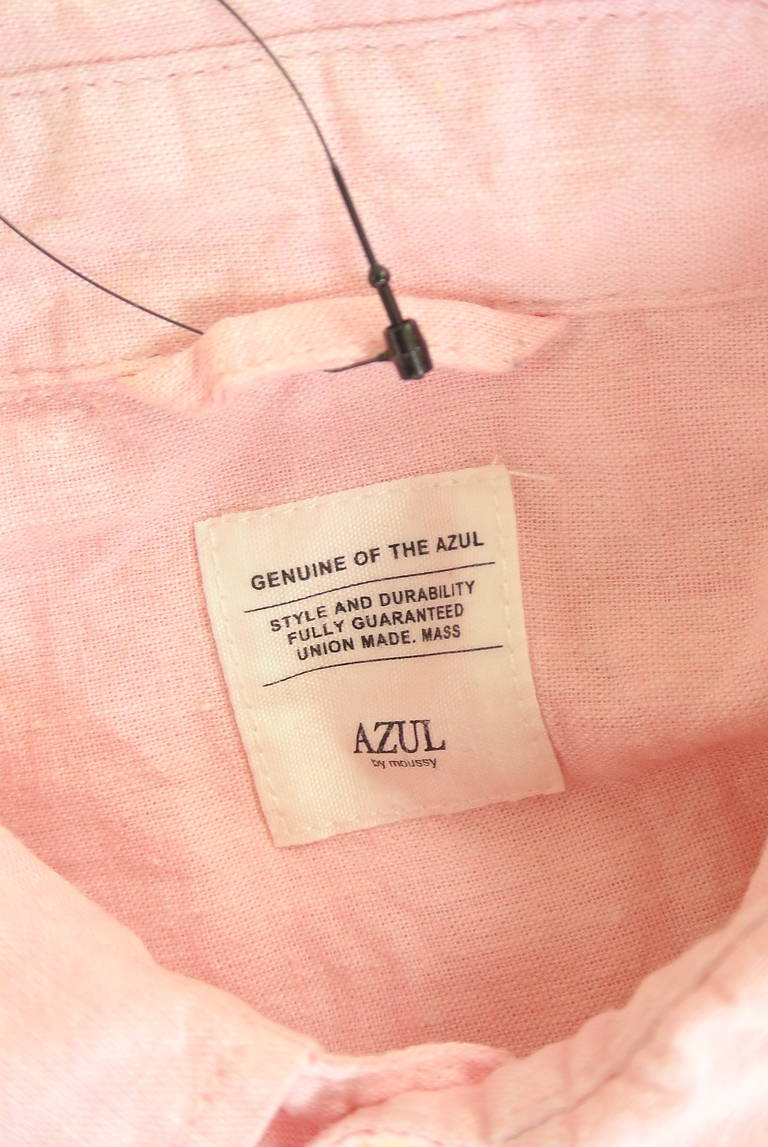 GENUINE OF THE AZUL
STYLE AND DURABILITY
FULLY GUARANTEED
UNION MADE. MASS
AZUL
by moussy